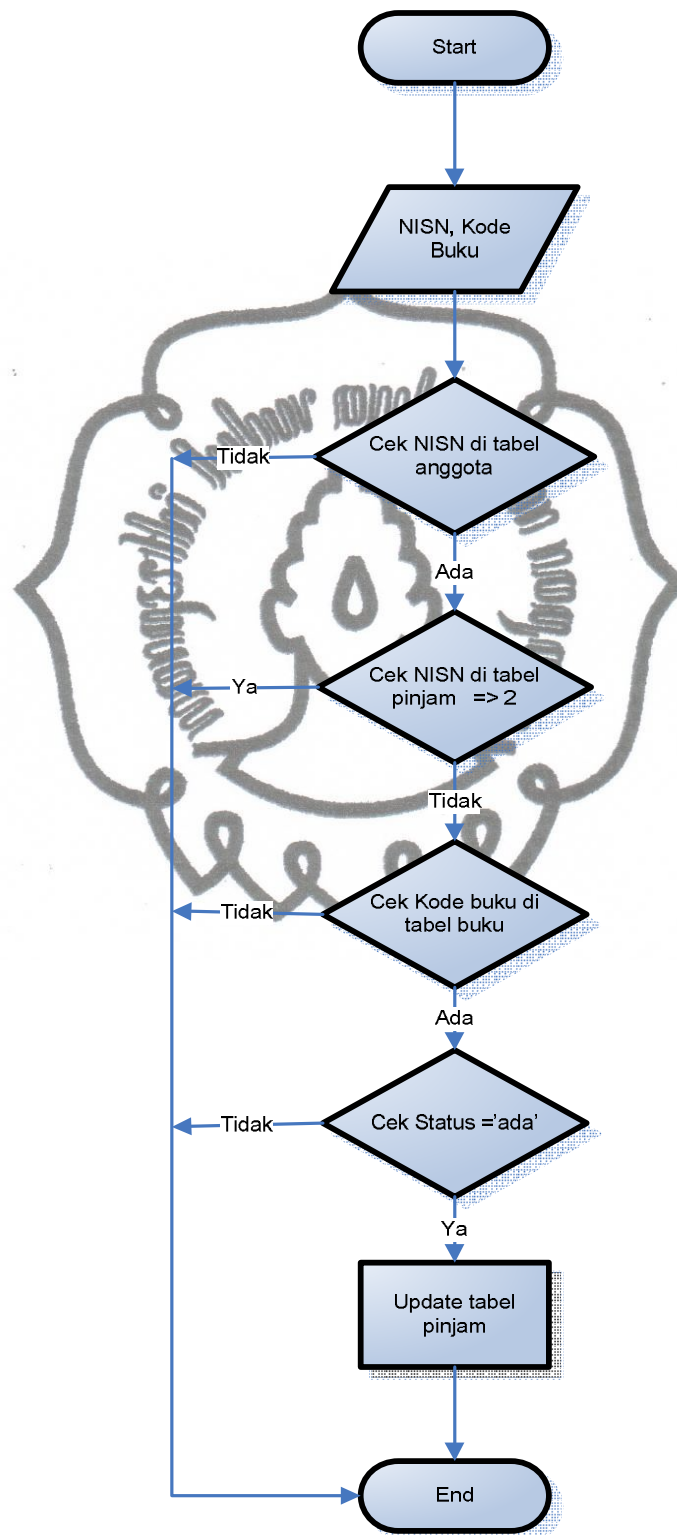 Start
NISN, Kode
Buku
Cek NISN di tabel
anggota
Tidak
Ada
Cek NISN di tabel
pinjam => 2
Ya
Tidak
Cek Kode buku di
tabel buku
Tidak
Ada
Cek Status ='ada'
Tidak
Ya
Update tabel
pinjam
End